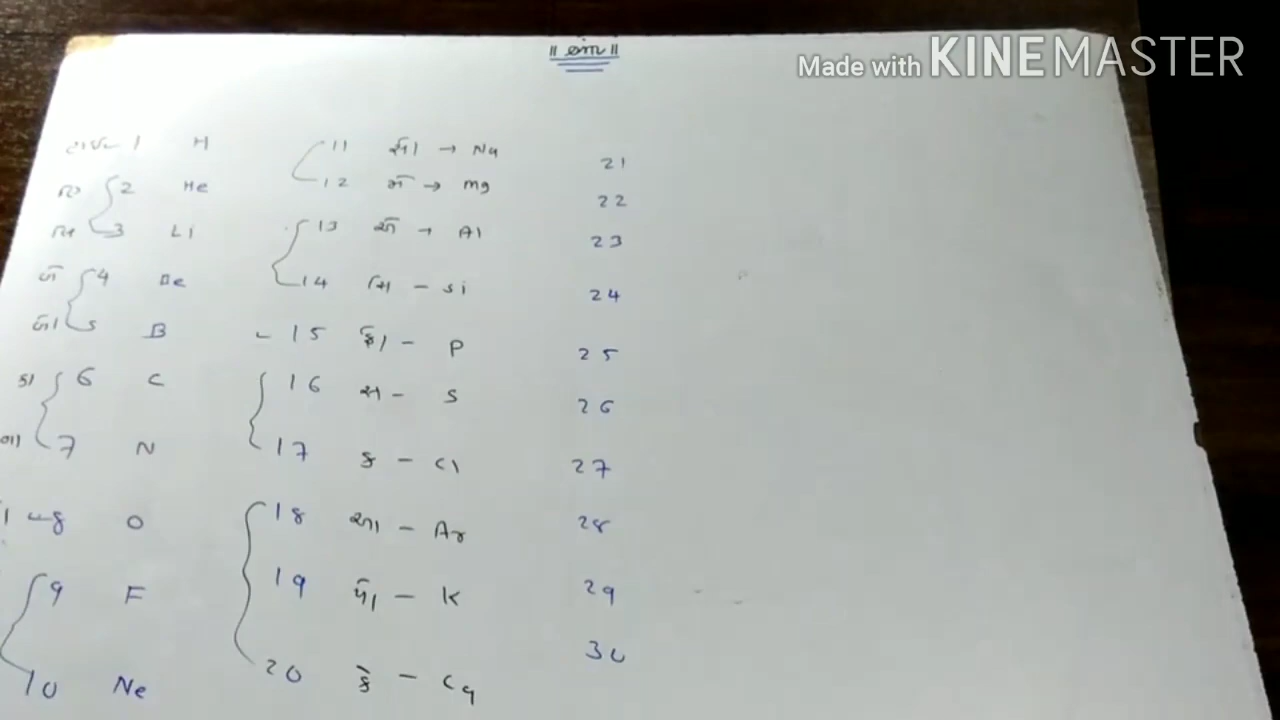 Made with KINEMASTER
1 H 11 સો → Na 21
2 He 12 મે → Mg 22
3 Li 13 એ → Al 23
બે 4 Be 14 સિ - Si 24
બો 5 B 15 ફો - P 25
કા 6 C 16 સ - S 26
ના 7 N 17 ક - Cl 27
8 O 18 આ - Ar 28
9 F 19 પો - K 29
10 Ne 20 કે - Ca 30